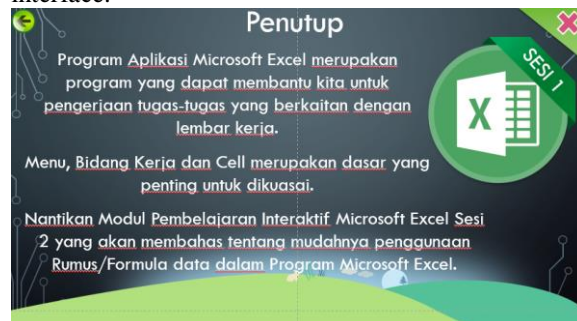 interface.
Penutup
SESI 1
Program Aplikasi Microsoft Excel merupakan
program yang dapat membantu kita untuk
pengerjaan tugas-tugas yang berkaitan dengan
lembar kerja.
X
Menu, Bidang Kerja dan Cell merupakan dasar yang
penting untuk dikuasai.
Nantikan Modul Pembelajaran Interaktif Microsoft Excel Sesi
2 yang akan membahas tentang mudahnya penggunaan
Rumus/Formula data dalam Program Microsoft Excel.